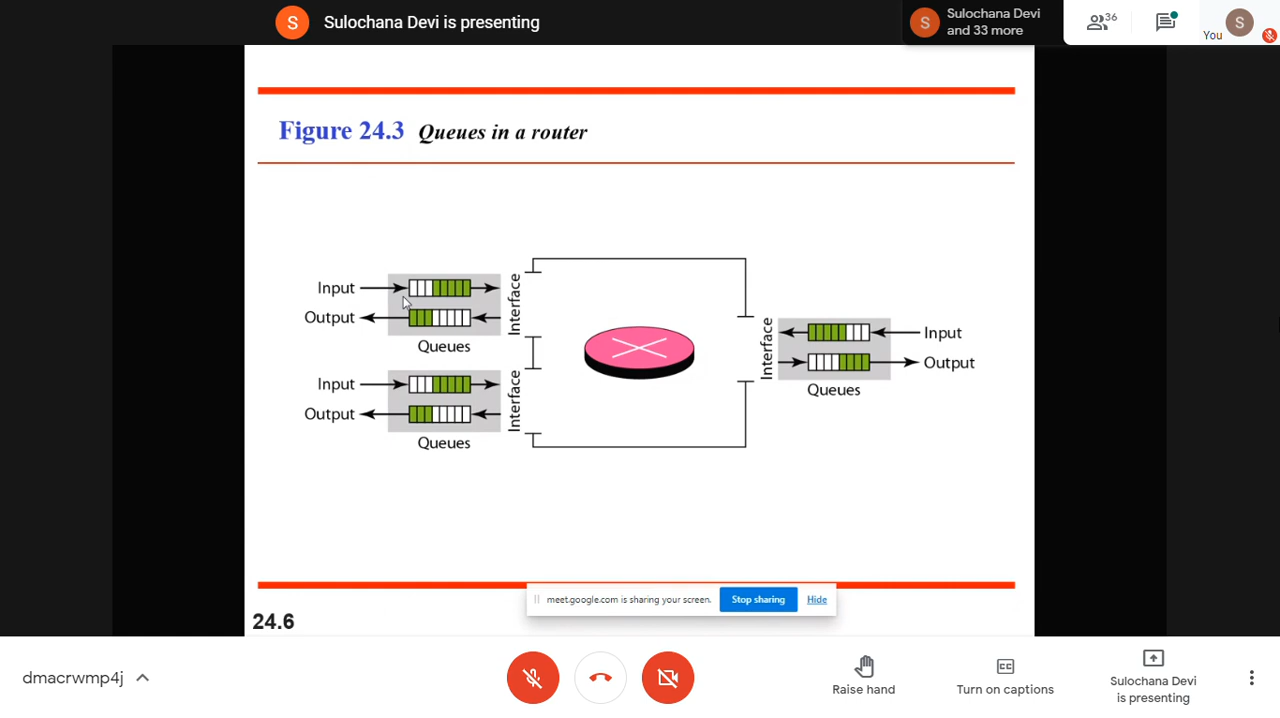 S Sulochana Devi is presenting
S Sulochana Devi
and 33 more
36
You
S
Figure 24.3 Queues in a router
Input
Output
Queues
Interface
Input
Output
Queues
Interface
Interface
Input
Output
Queues
meet.google.com is sharing your screen. Stop sharing Hide
24.6
dmacrwmp4j
Raise hand
CC
Turn on captions
Sulochana Devi
is presenting